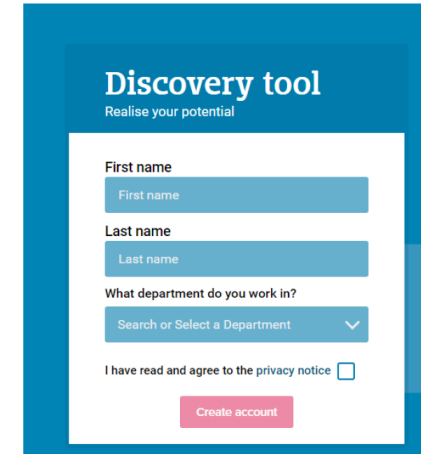 Discovery tool
Realise your potential
First name
First name
Last name
Last name
What department do you work in?
Search or Select a Department
I have read and agree to the privacy notice
Create account